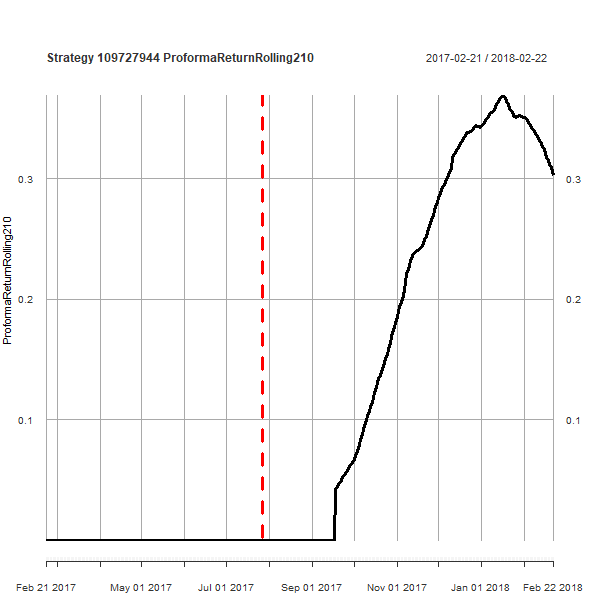 Strategy 109727944 ProformaReturnRolling210
2017-02-21 / 2018-02-22
ProformaReturnRolling210
0.3
0.3
0.2
0.2
0.1
0.1
Feb 21 2017
May 01 2017
Jul 01 2017
Sep 01 2017
Nov 01 2017
Jan 01 2018
Feb 22 2018